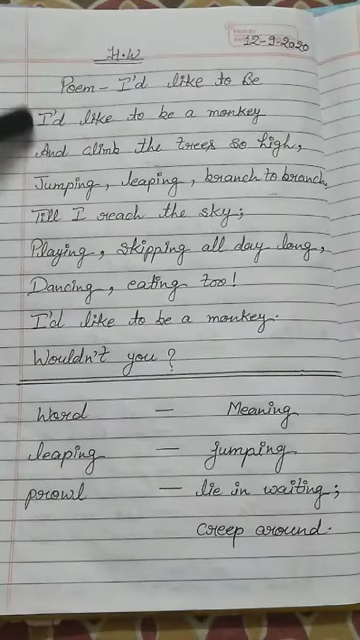 12-9-2020
H.W
Poem - I'd like to Be
I'd like to be a monkey
And climb the trees so high,
Jumping, leaping, branch to branch,
Till I reach the sky;
Playing, skipping all day long,
Dancing, eating too!
I'd like to be a monkey.
Wouldn't you?
Word - Meaning
leaping - jumping
prowl - lie in waiting;
creep around.